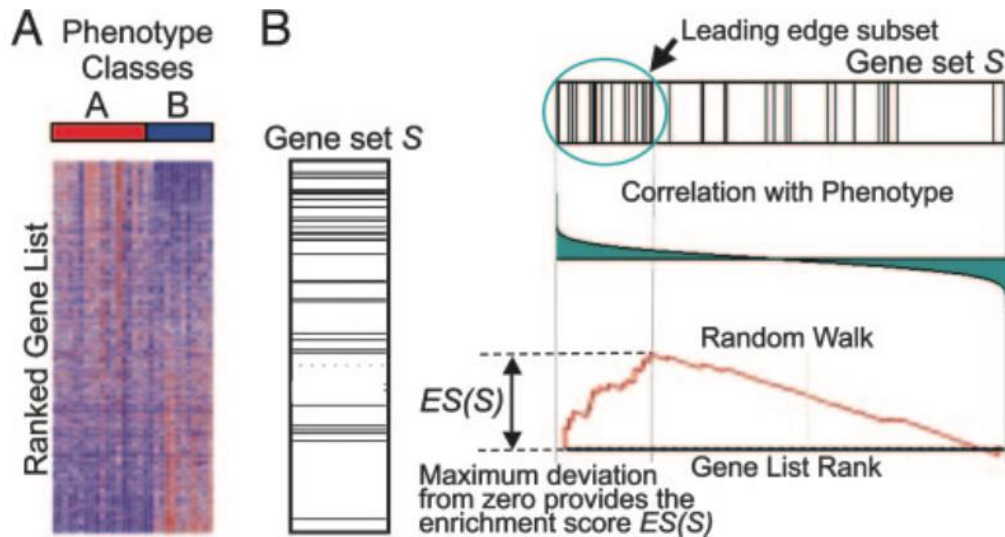 A
Phenotype
Classes
A B
Ranked Gene List
B
Gene set S
Leading edge subset
Gene set S
Correlation with Phenotype
Random Walk
ES(S)
Gene List Rank
Maximum deviation
from zero provides the
enrichment score ES(S)